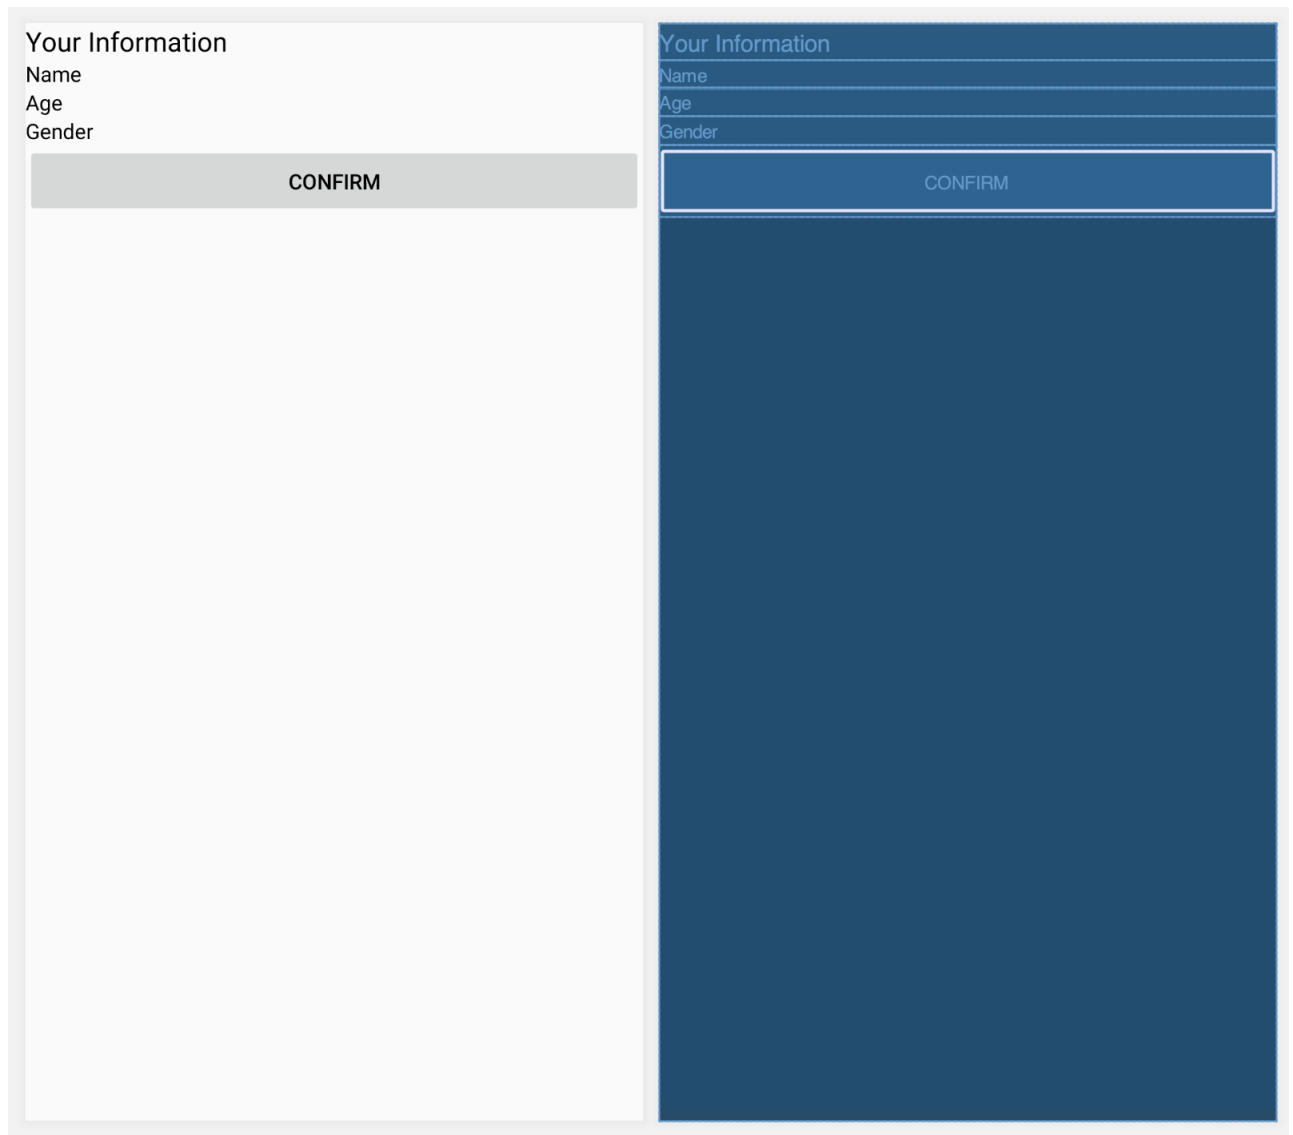 Your Information
Name
Age
Gender
CONFIRM
Your Information
Name
Age
Gender
CONFIRM